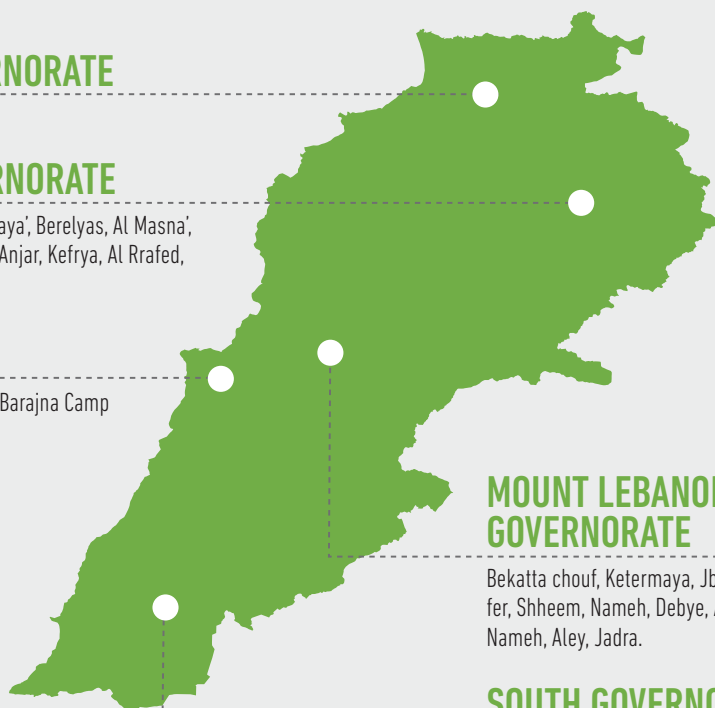 RNORATE
RNORATE
aya', Berelyas, Al Masna',
Anjar, Kefrya, Al Rrafed,
Barajna Camp
MOUNT LEBANON
GOVERNORATE
Bekatta chouf, Ketermaya, Jb
fer, Shheem, Nameh, Debye,
Nameh, Aley, Jadra.
SOUTH GOVERNO